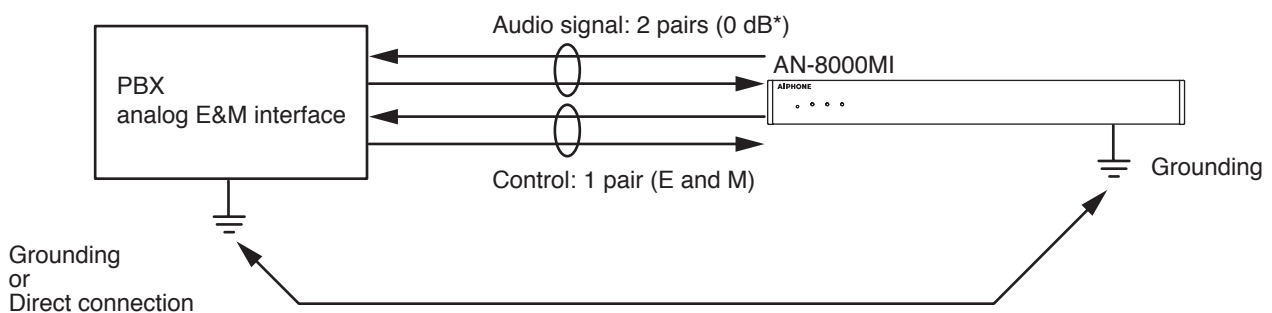 Audio signal: 2 pairs (0 dB*)
AN-8000MI
AIPHONE
PBX
analog E&M interface
Control: 1 pair (E and M)
Grounding
Grounding
or
Direct connection